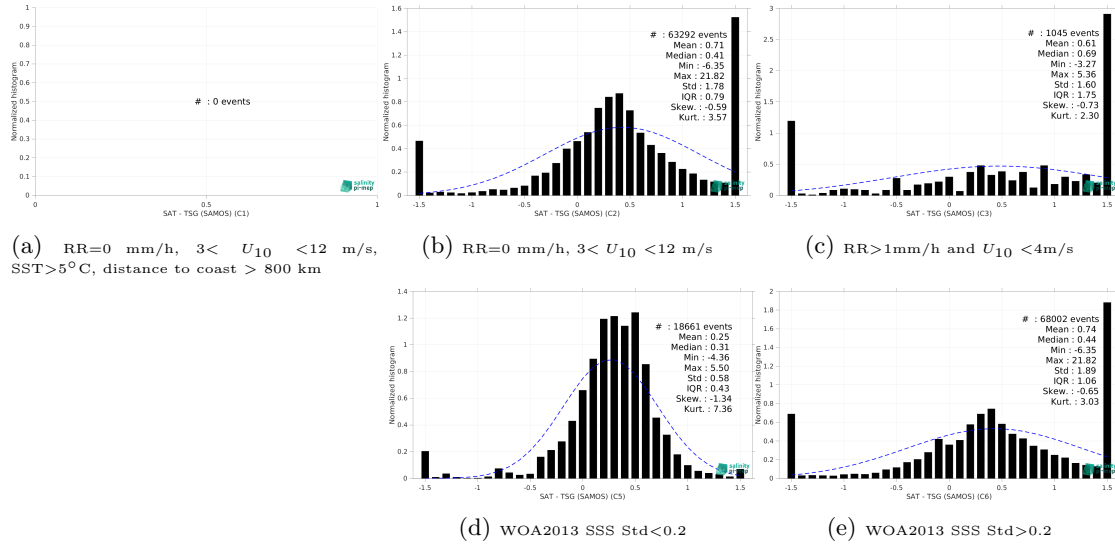 1
0.9
0.8
0.7
0.6
0.5
0.4
0.3
0.2
0.1
0
Normalized histogram
# : 0 events
salinity
pi-mep
0 0.5 1
SAT - TSG (SAMOS) (C1)
(a) RR=0 mm/h, 3< U10 <12 m/s,
SST>5°C, distance to coast > 800 km
1.6
1.4
1.2
1
0.8
0.6
0.4
0.2
0
Normalized histogram
# : 63292 events
Mean : 0.71
Median : 0.41
Min : -6.35
Max : 21.82
Std : 1.78
IQR : 0.79
Skew. : -0.59
Kurt. : 3.57
-1.5 -1 -0.5 0 0.5 1 1.5
SAT - TSG (SAMOS) (C2)
(b) RR=0 mm/h, 3< U10 <12 m/s
3
2.5
2
1.5
1
0.5
0
Normalized histogram
# : 1045 events
Mean : 0.61
Median : 0.69
Min : -3.27
Max : 5.36
Std : 1.60
IQR : 1.75
Skew. : -0.73
Kurt. : 2.30
-1.5 -1 -0.5 0 0.5 1 1.5
SAT - TSG (SAMOS) (C3)
(c) RR>1mm/h and U10 <4m/s
1.4
1.2
1
0.8
0.6
0.4
0.2
0
Normalized histogram
# : 18661 events
Mean : 0.25
Median : 0.31
Min : -4.36
Max : 5.50
Std : 0.58
IQR : 0.43
Skew. : -1.34
Kurt. : 7.36
salinity
pi-mep
-1.5 -1 -0.5 0 0.5 1 1.5
SAT - TSG (SAMOS) (C5)
(d) WOA2013 SSS Std<0.2
2
1.8
1.6
1.4
1.2
1
0.8
0.6
0.4
0.2
0
Normalized histogram
# : 68002 events
Mean : 0.74
Median : 0.44
Min : -6.35
Max : 21.82
Std : 1.89
IQR : 1.06
Skew. : -0.65
Kurt. : 3.03
-1.5 -1 -0.5 0 0.5 1 1.5
SAT - TSG (SAMOS) (C6)
(e) WOA2013 SSS Std>0.2